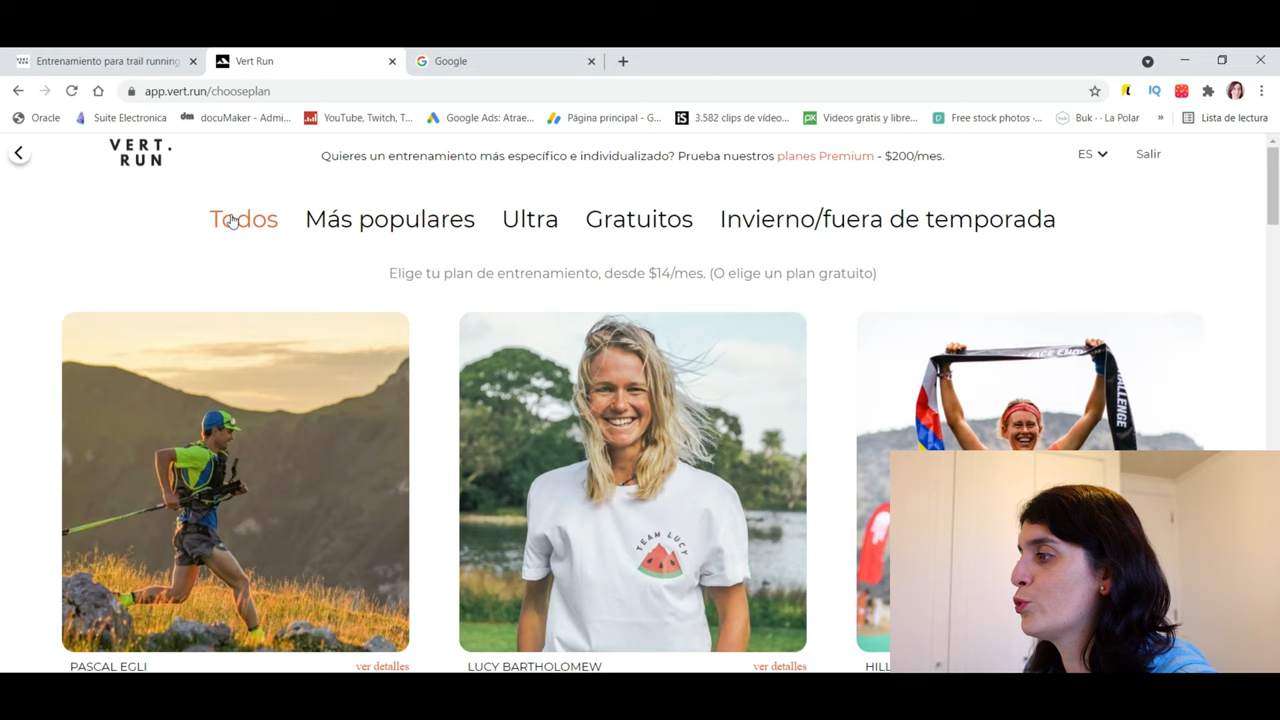 Entrenamiento para trail running
Vert Run
Google
app.vert.run/chooseplan
Oracle
Suite Electronica
docuMaker - Admi...
YouTube, Twitch, T...
Google Ads: Atrae...
Página principal - G...
3.582 clips de vídeo...
Vídeos gratis y libre...
Free stock photos -...
Buk · - La Polar
»
Lista de lectura
VERT.
RUN
Quieres un entrenamiento más específico e individualizado? Prueba nuestros planes Premium - $200/mes.
ES
Salir
Todos
Más populares
Ultra
Gratuitos
Invierno/fuera de temporada
Elige tu plan de entrenamiento, desde $14/mes. (O elige un plan gratuito)
TEAM LUCY
CHALLENGE
PASCAL EGLI
ver detalles
LUCY BARTHOLOMEW
ver detalles